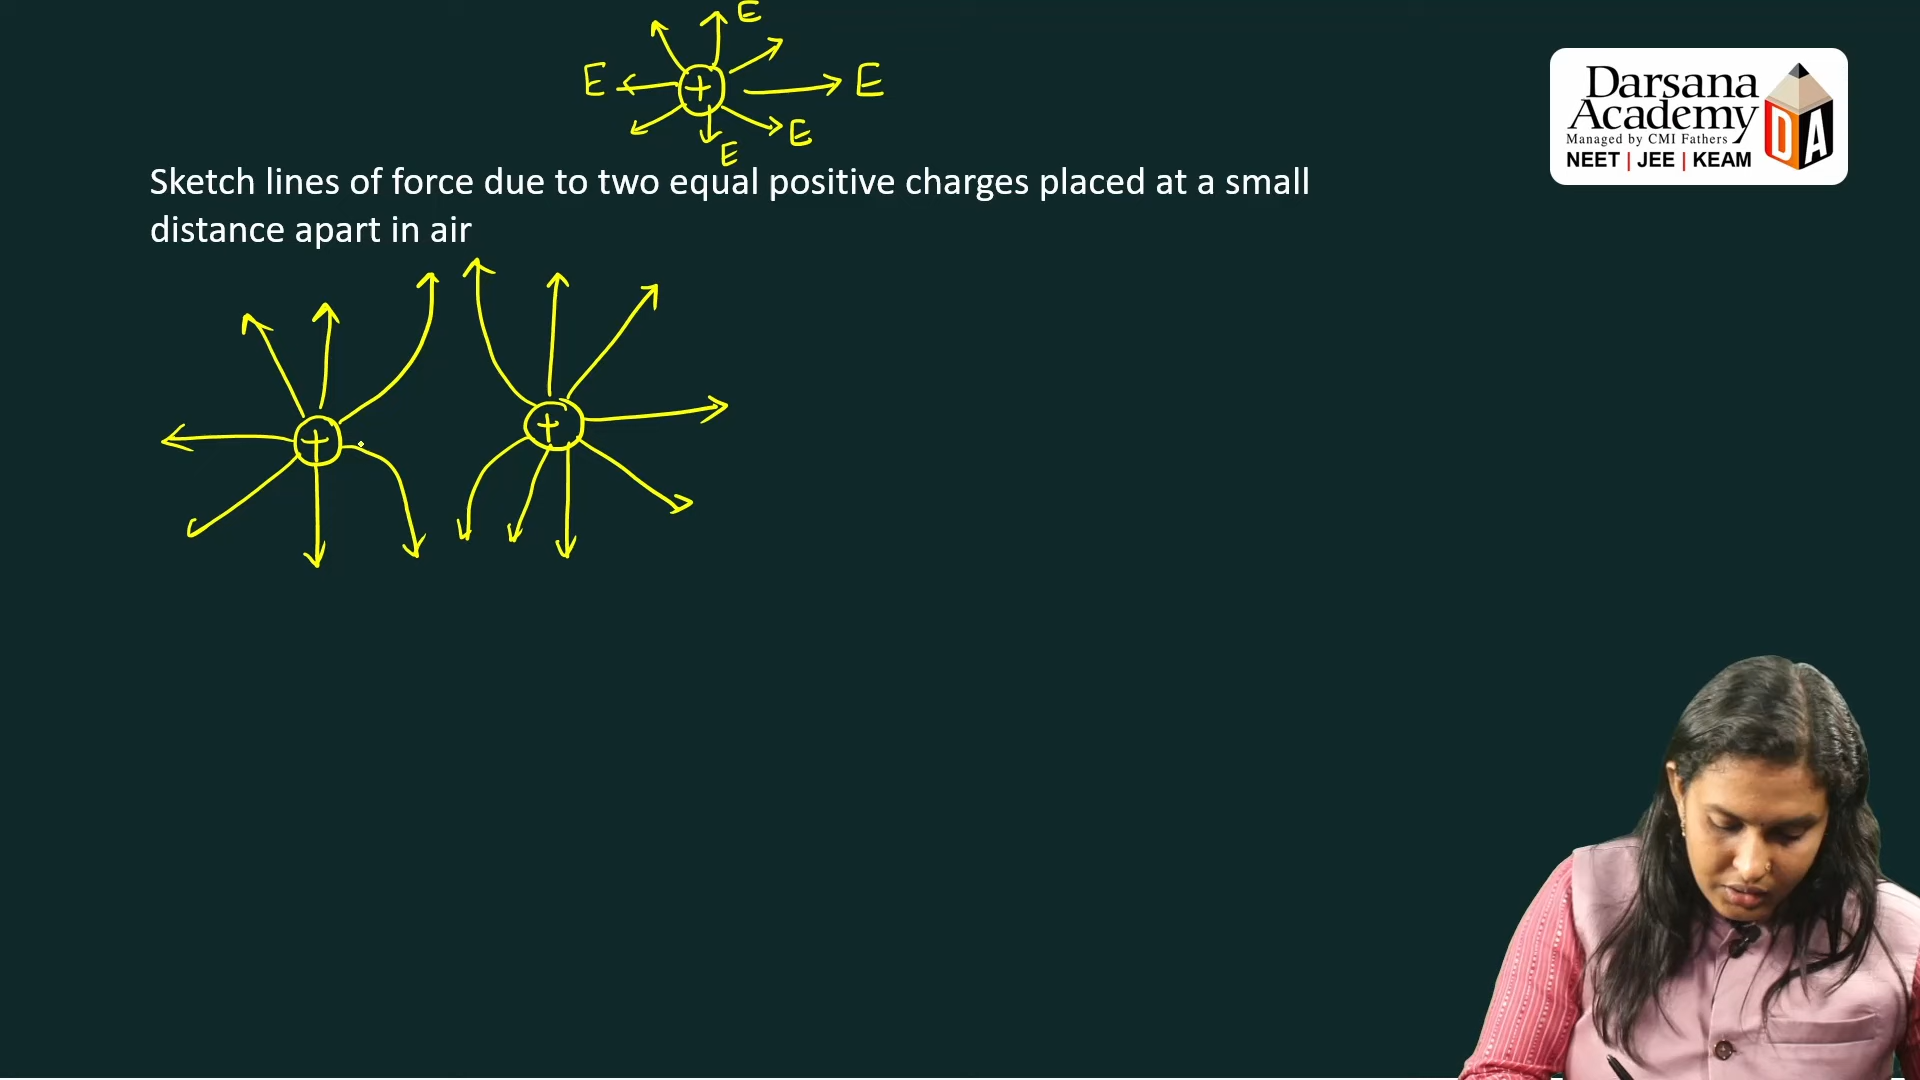 E
E + E
E
E
Sketch lines of force due to two equal positive charges placed at a small
distance apart in air
+ +
Darsana
Academy
Managed by CMI Fathers
NEET | JEE | KEAM
DA